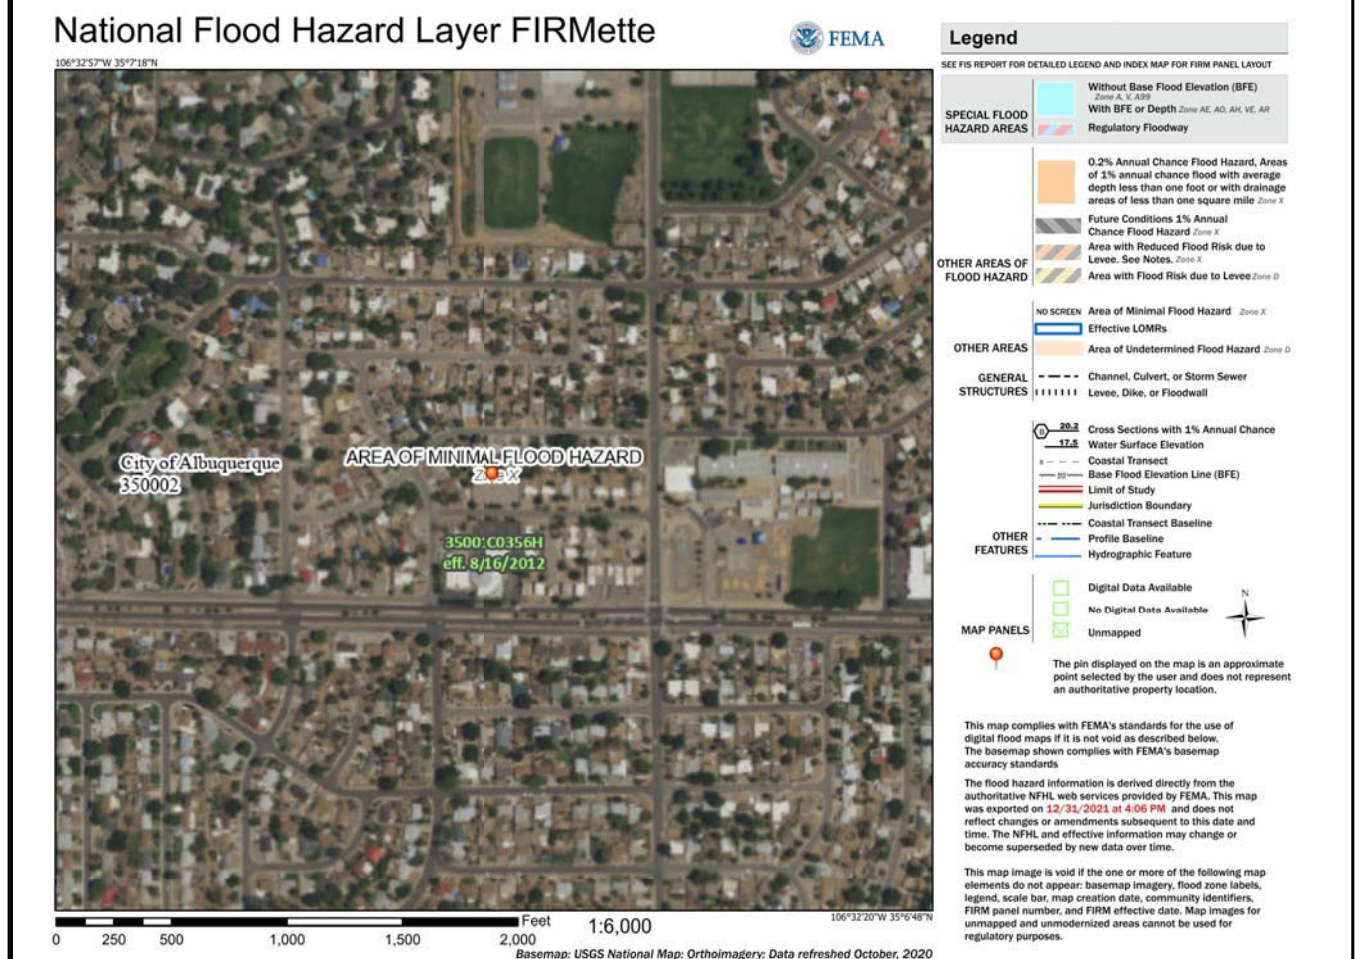 National Flood Hazard Layer FIRMette
FEMA
106°32'57"W 35°7'18"N
City of Albuquerque
350002
AREA OF MINIMAL FLOOD HAZARD
X
eff. 8/16/2012
106°32'20"W 35°6'48"N
Feet
1:6,000
0 250 500 1,000 1,500 2,000
Basemap: USGS National Map: Orthoimagery: Data refreshed October, 2020
Legend
SEE FIS REPORT FOR DETAILED LEGEND AND INDEX MAP FOR FIRM PANEL LAYOUT
SPECIAL FLOOD
HAZARD AREAS
Without Base Flood Elevation (BFE)
Zone A, V, A99
With BFE or Depth Zone AE, AO, AH, VE, AR
Regulatory Floodway
OTHER AREAS OF
FLOOD HAZARD
0.2% Annual Chance Flood Hazard, Areas
of 1% annual chance flood with average
depth less than one foot or with drainage
areas of less than one square mile Zone X
Future Conditions 1% Annual
Chance Flood Hazard Zone X
Area with Reduced Flood Risk due to
Levee. See Notes. Zone X
Area with Flood Risk due to Levee Zone D
OTHER AREAS
NO SCREEN Area of Minimal Flood Hazard Zone X
Effective LOMRs
Area of Undetermined Flood Hazard Zone D
GENERAL
STRUCTURES
Channel, Culvert, or Storm Sewer
Levee, Dike, or Floodwall
OTHER
FEATURES
B 20.2 Cross Sections with 1% Annual Chance
17.5 Water Surface Elevation
8 Coastal Transect
513 Base Flood Elevation Line (BFE)
Limit of Study
Jurisdiction Boundary
Coastal Transect Baseline
Profile Baseline
Hydrographic Feature
MAP PANELS
Digital Data Available
No Digital Data Available
Unmapped
N
The pin displayed on the map is an approximate
point selected by the user and does not represent
an authoritative property location.
This map complies with FEMA's standards for the use of
digital flood maps if it is not void as described below.
The basemap shown complies with FEMA's basemap
accuracy standards
The flood hazard information is derived directly from the
authoritative NFHL web services provided by FEMA. This map
was exported on 12/31/2021 at 4:06 PM and does not
reflect changes or amendments subsequent to this date and
time. The NFHL and effective information may change or
become superseded by new data over time.
This map image is void if the one or more of the following map
elements do not appear: basemap imagery, flood zone labels,
legend, scale bar, map creation date, community identifiers,
FIRM panel number, and FIRM effective date. Map images for
unmapped and unmodernized areas cannot be used for
regulatory purposes.